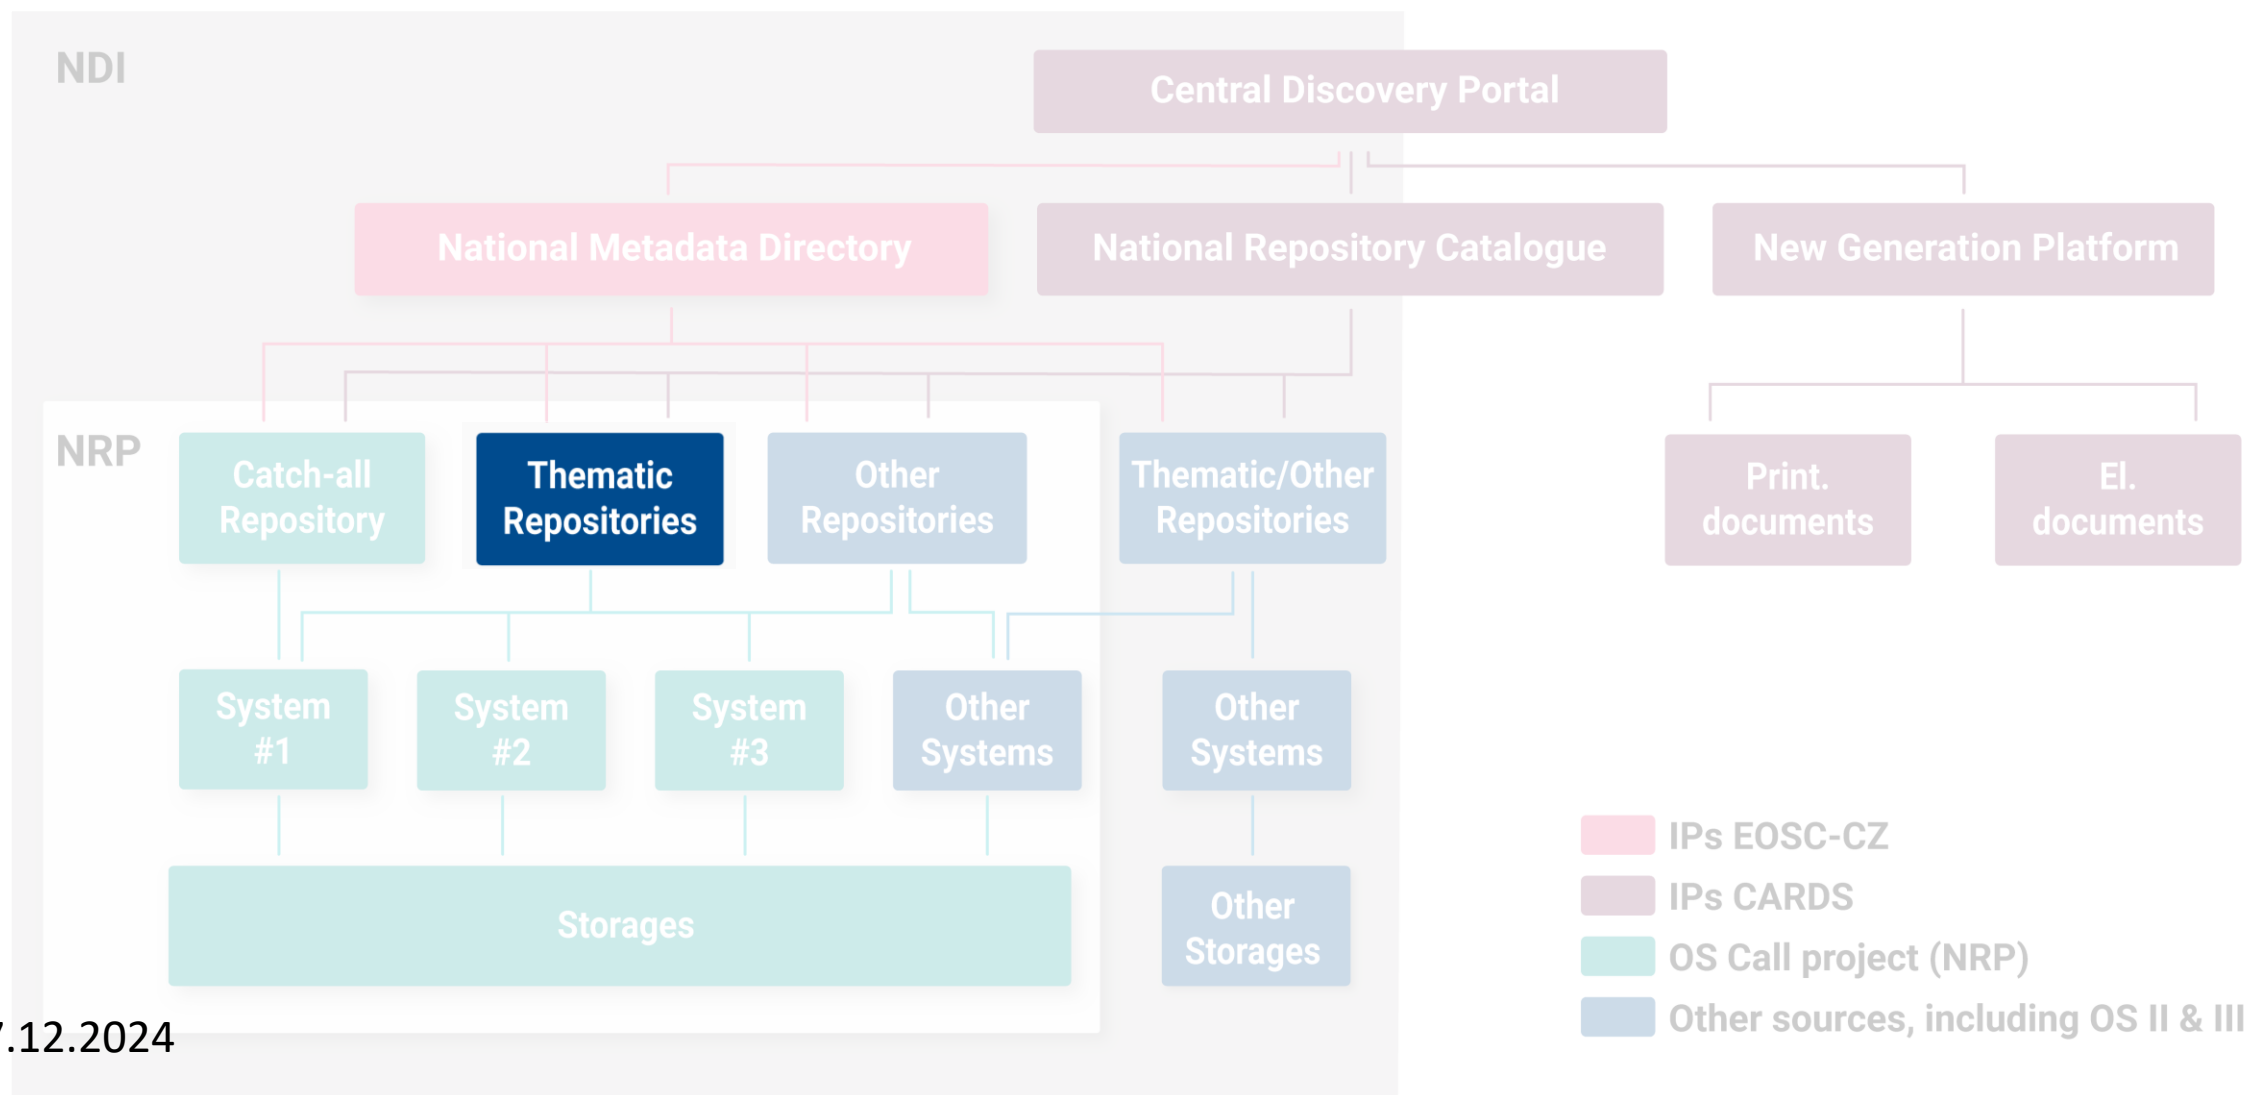 NDI
Central Discovery Portal
National Metadata Directory
National Repository Catalogue
New Generation Platform
NRP
Catch-all
Repository
Thematic
Repositories
Other
Repositories
Thematic/Other
Repositories
Print.
documents
El.
documents
System
#1
System
#2
System
#3
Other
Systems
Other
Systems
Storages
Other
Storages
IPs EOSC-CZ
IPs CARDS
OS Call project (NRP)
Other sources, including OS II & III
.12.2024